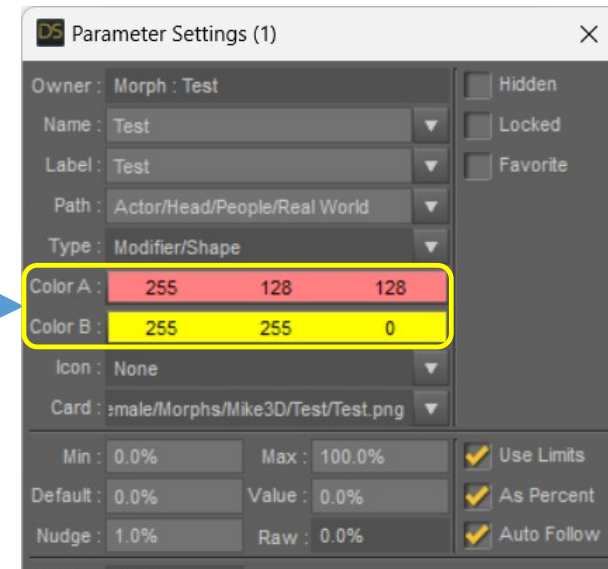 DS Parameter Settings (1)
Owner : Morph : Test Hidden
Name : Test Locked
Label : Test Favorite
Path : Actor/Head/People/Real World
Type : Modifier/Shape
Color A : 255 128 128
Color B : 255 255 0
Icon : None
Card : emale/Morphs/Mike3D/Test/Test.png
Min : 0.0% Max : 100.0% Use Limits
Default : 0.0% Value : 0.0% As Percent
Nudge : 1.0% Raw : 0.0% Auto Follow